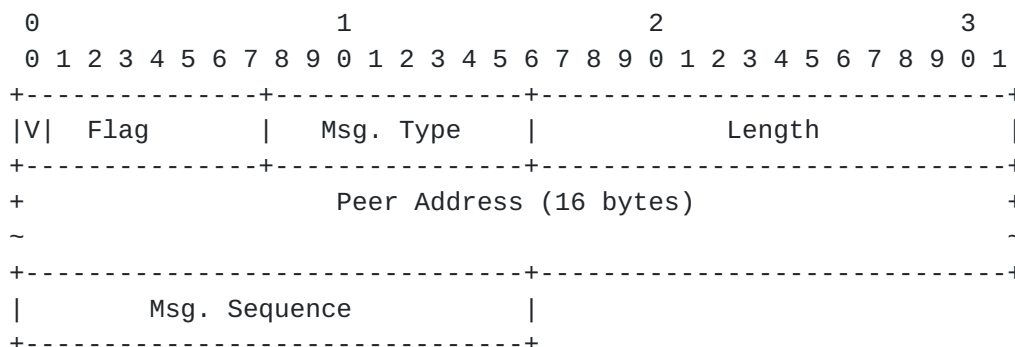 0                   1                   2                   3
 0 1 2 3 4 5 6 7 8 9 0 1 2 3 4 5 6 7 8 9 0 1 2 3 4 5 6 7 8 9 0 1
+---------------+----------------+------------------------------+
|V|  Flag       |   Msg. Type    |            Length            |
+---------------+----------------+------------------------------+
+                    Peer Address (16 bytes)                    +
~                                                               ~
+--------------------------------+------------------------------+
|        Msg. Sequence           |
+--------------------------------+